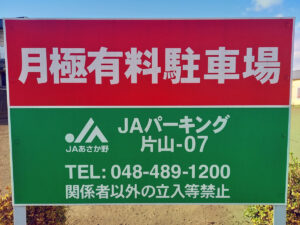 月極有料駐車場
JAパーキング
片山-07
JAあさか野
TEL: 048-489-1200
関係者以外の立入等禁止